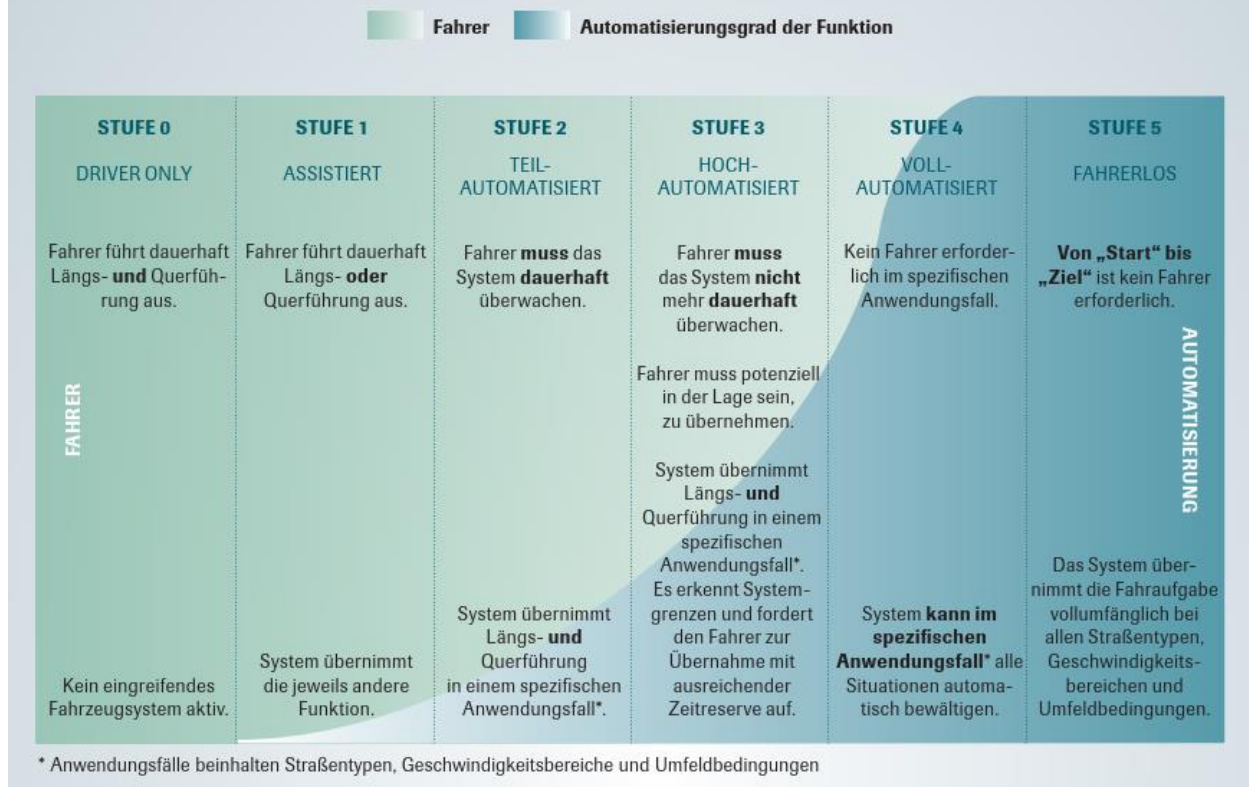 Fahrer
Automatisierungsgrad der Funktion
STUFE 0
DRIVER ONLY
Fahrer führt dauerhaft
Längs- und Querfüh-
rung aus.
FAHRER
Kein eingreifendes
Fahrzeugsystem aktiv.
STUFE 1
ASSISTIERT
Fahrer führt dauerhaft
Längs- oder
Querführung aus.
System übernimmt
die jeweils andere
Funktion.
STUFE 2
TEIL-
AUTOMATISIERT
Fahrer muss das
System dauerhaft
überwachen.
System übernimmt
Längs- und
Querführung
in einem spezifischen
Anwendungsfall*.
STUFE 3
HOCH-
AUTOMATISIERT
Fahrer muss
das System nicht
mehr dauerhaft
überwachen.
Fahrer muss potenziell
in der Lage sein,
zu übernehmen.
System übernimmt
Längs- und
Querführung in einem
spezifischen
Anwendungsfall*.
Es erkennt System-
grenzen und fordert
den Fahrer zur
Übernahme mit
ausreichender
Zeitreserve auf.
STUFE 4
VOLL-
AUTOMATISIERT
Kein Fahrer erforder-
lich im spezifischen
Anwendungsfall.
System kann im
spezifischen
Anwendungsfall* alle
Situationen automa-
tisch bewältigen.
STUFE 5
FAHRERLOS
Von „Start“ bis
„Ziel“ ist kein Fahrer
erforderlich.
AUTOMATISIERUNG
Das System über-
nimmt die Fahraufgabe
vollumfänglich bei
allen Straßentypen,
Geschwindigkeits-
bereichen und
Umfeldbedingungen.
* Anwendungsfälle beinhalten Straßentypen, Geschwindigkeitsbereiche und Umfeldbedingungen